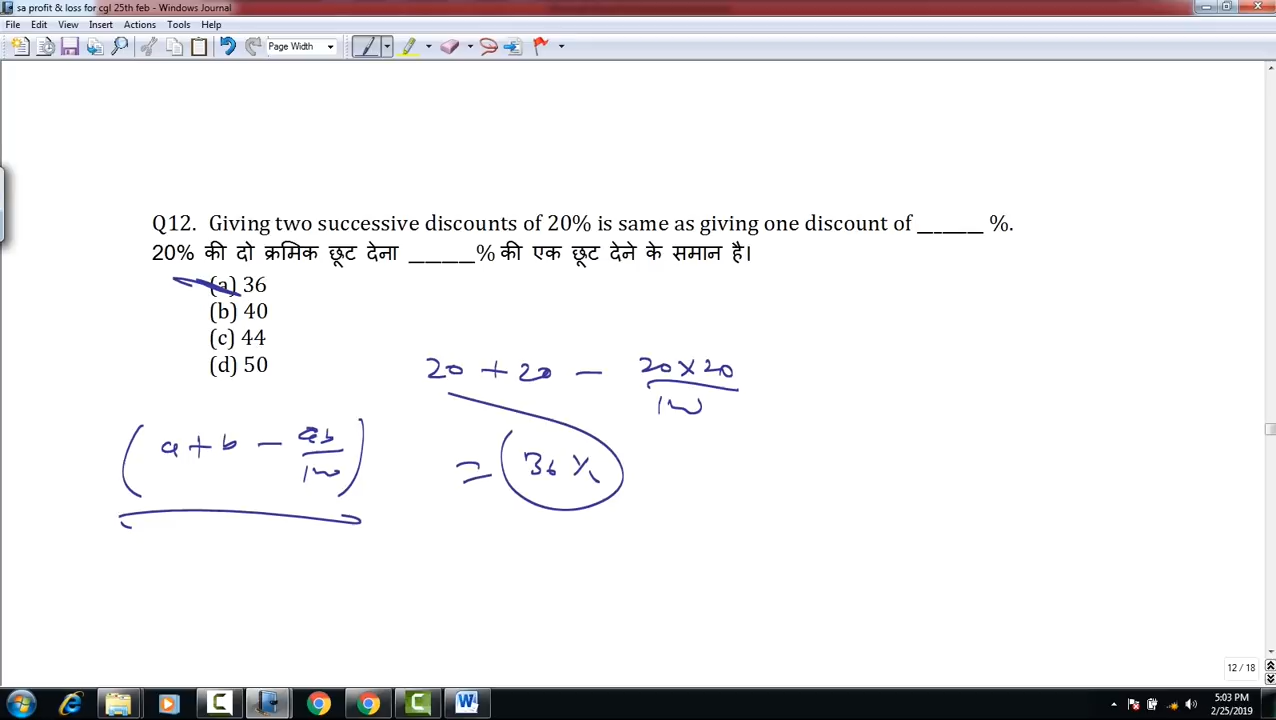 sa profit & loss for cgl 25th feb - Windows Journal
File Edit View Insert Actions Tools Help
Page Width
Q12. Giving two successive discounts of 20% is same as giving one discount of _______ %.
20% की दो क्रमिक छूट देना _______% की एक छूट देने के समान है।
(a) 36
(b) 40
(c) 44
(d) 50
20 + 20 - 20 x 20
100
(a + b - ab
100)
= 36 %
12 / 18
5:03 PM
2/25/2019